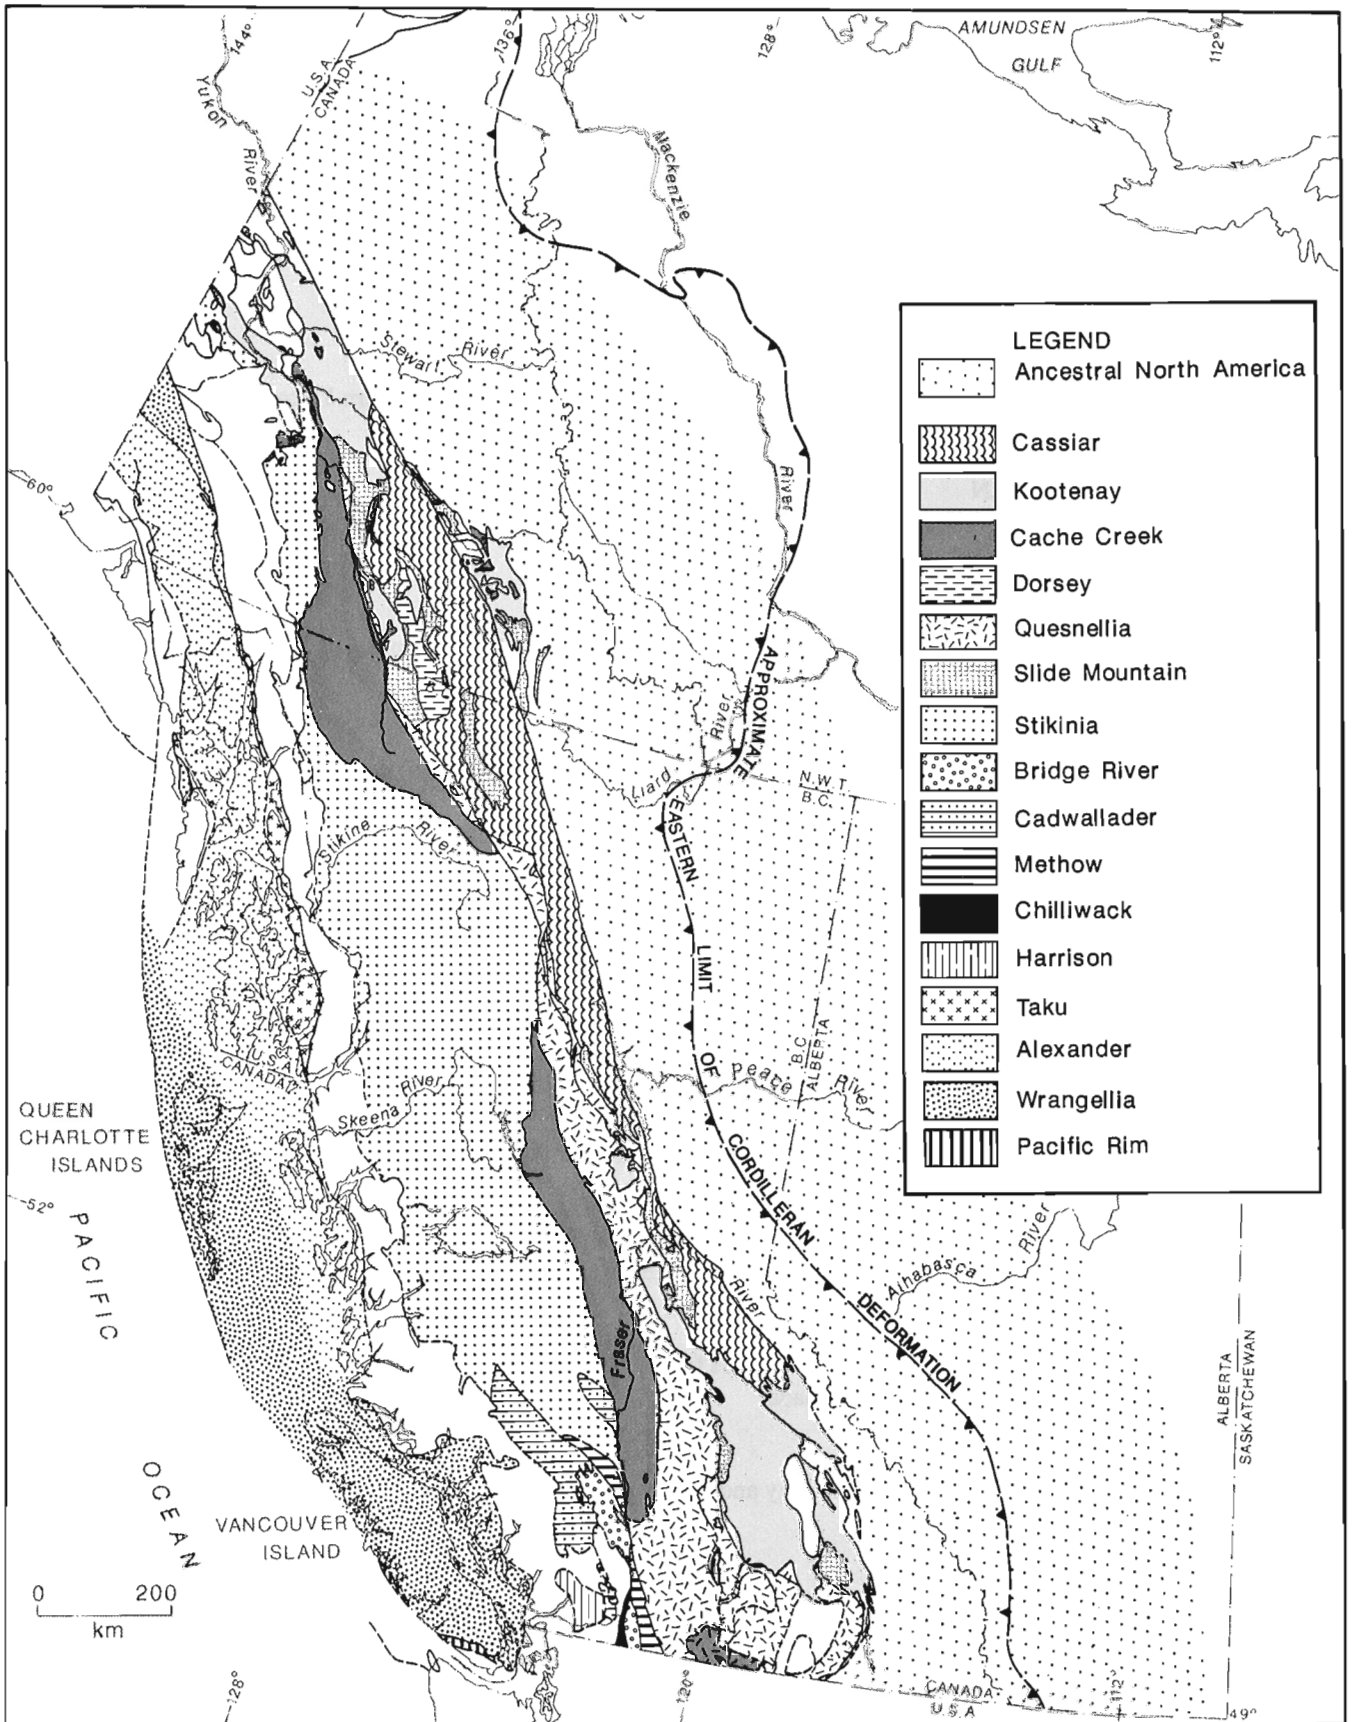 144°
136°
128°
112°
AMUNDSEN
GULF
U.S.A.
CANADA
Yukon
River
Mackenzie
River
LEGEND
Ancestral North America
Cassiar
Kootenay
Cache Creek
Dorsey
Quesnellia
Slide Mountain
Stikinia
Bridge River
Cadwallader
Methow
Chilliwack
Harrison
Taku
Alexander
Wrangellia
Pacific Rim
Stewart River
60°
APPROXIMATE
EASTERN
LIMIT
OF
CORDILLERAN
DEFORMATION
Liard
River
N.W.T.
B.C.
Stikine
River
B.C.
ALBERTA
Peace River
CANADA
Skeena River
QUEEN
CHARLOTTE
ISLANDS
52°
PACIFIC
OCEAN
Athabasca River
River
Fraser
ALBERTA
SASKATCHEWAN
VANCOUVER
ISLAND
0 200
km
128°
120°
112°
CANADA
U.S.A
49°